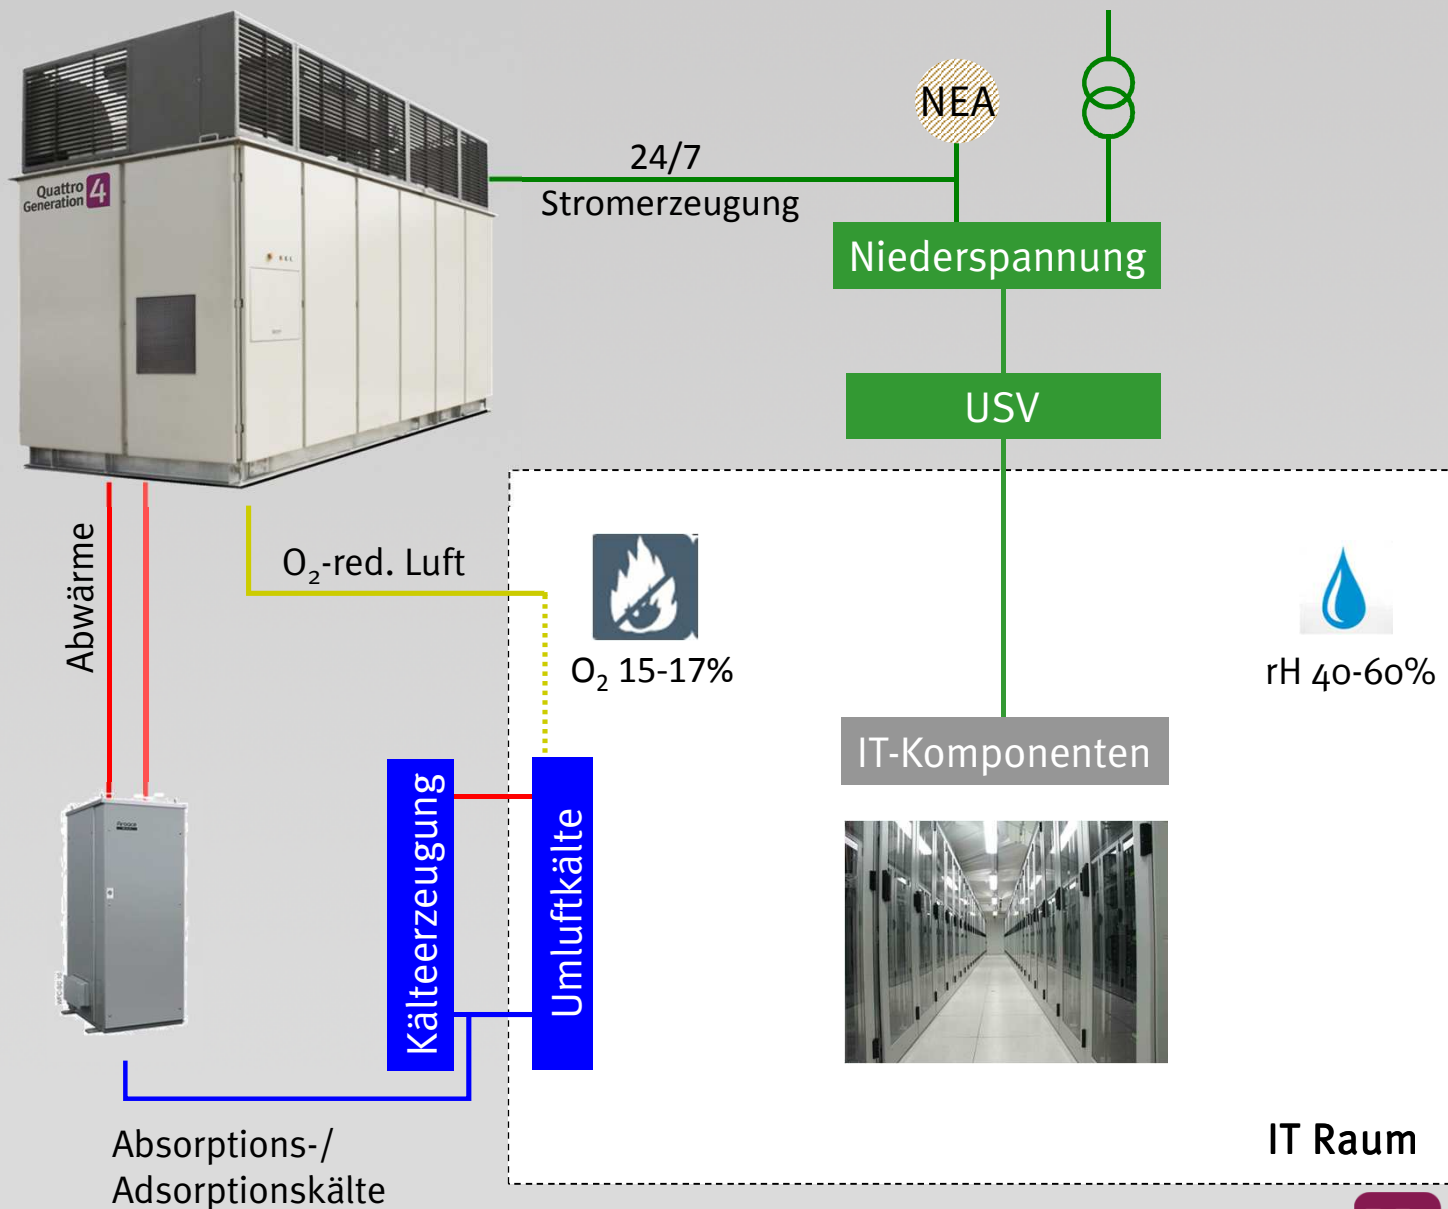 Quattro
Generation 4
24/7
Stromerzeugung
NEA
Niederspannung
USV
Abwärme
O₂-red. Luft
O₂ 15-17%
rH 40-60%
IT-Komponenten
Kälteerzeugung
Umluftkälte
Absorptions-/
Adsorptionskälte
IT Raum